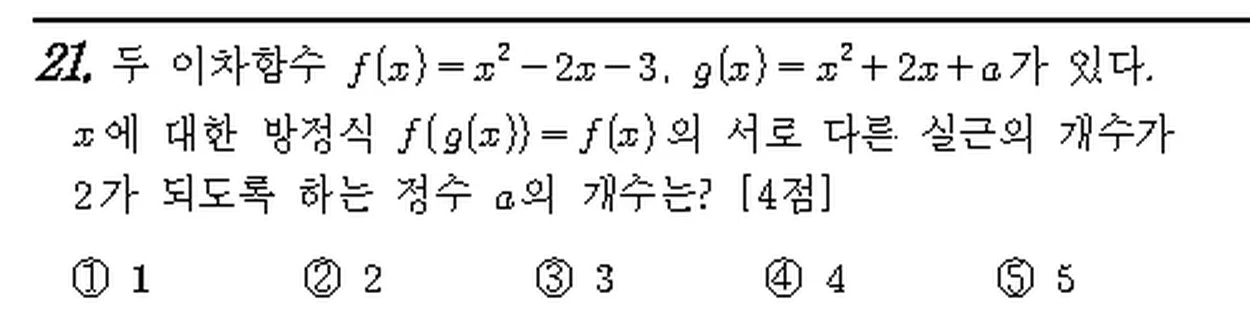 21. 두 이차함수 f(x)=x²-2x-3, g(x)=x²+2x+a가 있다.
x에 대한 방정식 f(g(x))=f(x)의 서로 다른 실근의 개수가
2가 되도록 하는 정수 a의 개수는? [4점]
① 1 ② 2 ③ 3 ④ 4 ⑤ 5